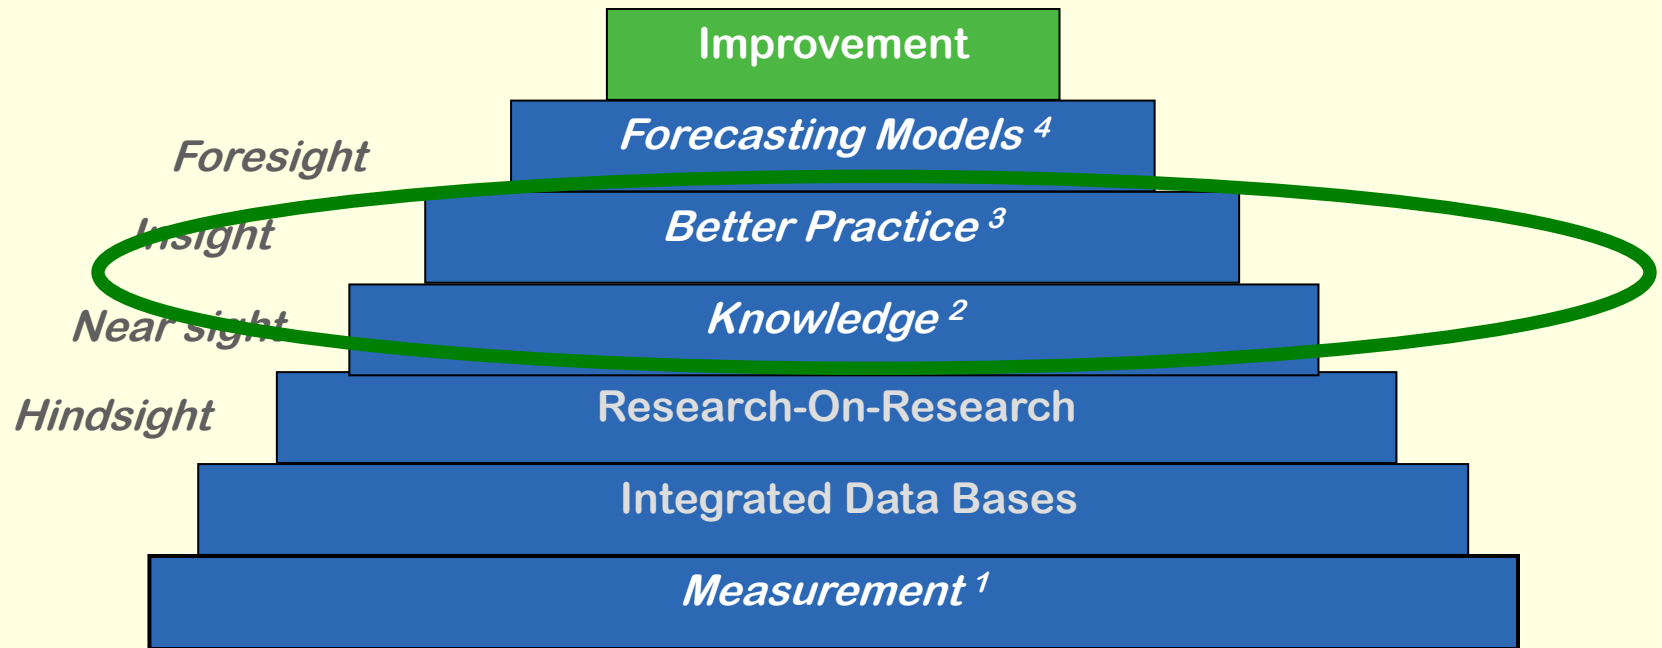 Improvement
Forecasting Models 4
Foresight
Better Practice 3
Insight
Knowledge 2
Near sight
Research-On-Research
Hindsight
Integrated Data Bases
Measurement 1